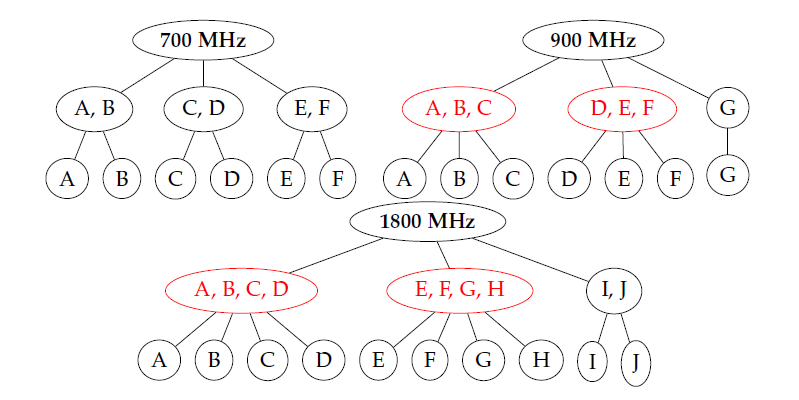 700 MHz 900 MHz
A, B C, D E, F A, B, C D, E, F G
A B C D E F A B C D E F G
1800 MHz
A, B, C, D E, F, G, H I, J
A B C D E F G H I J